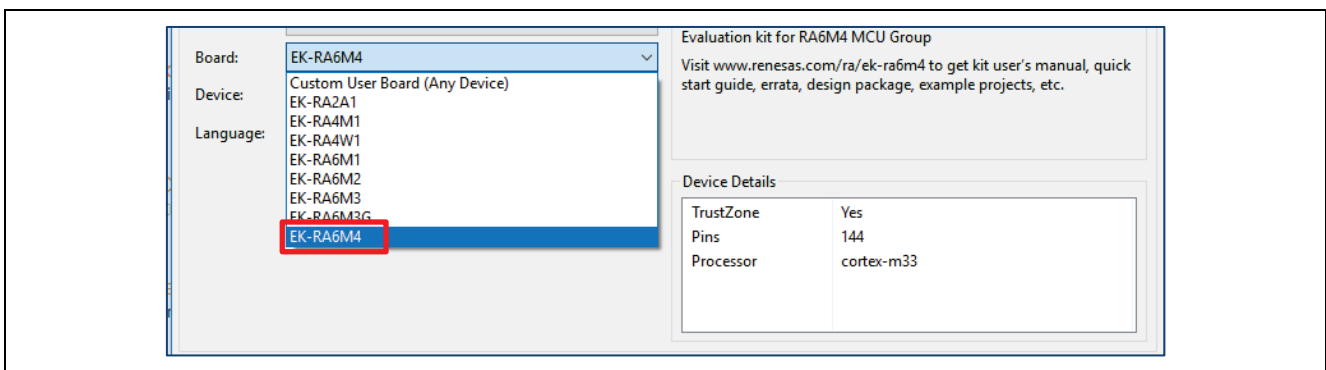 Board:
EK-RA6M4
Custom User Board (Any Device)
Device:
EK-RA2A1
EK-RA4M1
Language:
EK-RA4W1
EK-RA6M1
EK-RA6M2
EK-RA6M3
EK-RA6M3G
EK-RA6M4
Evaluation kit for RA6M4 MCU Group
Visit www.renesas.com/ra/ek-ra6m4 to get kit user's manual, quick
start guide, errata, design package, example projects, etc.
Device Details
TrustZone Yes
Pins 144
Processor cortex-m33